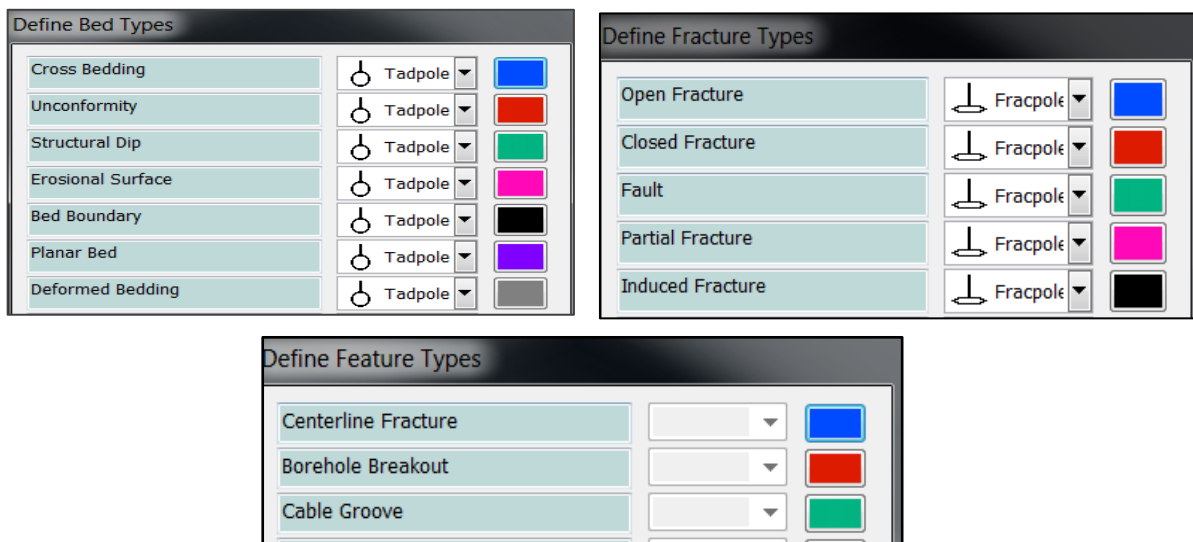 Define Bed Types
Cross Bedding Tadpole
Unconformity Tadpole
Structural Dip Tadpole
Erosional Surface Tadpole
Bed Boundary Tadpole
Planar Bed Tadpole
Deformed Bedding Tadpole
Define Fracture Types
Open Fracture Fracpole
Closed Fracture Fracpole
Fault Fracpole
Partial Fracture Fracpole
Induced Fracture Fracpole
Define Feature Types
Centerline Fracture
Borehole Breakout
Cable Groove